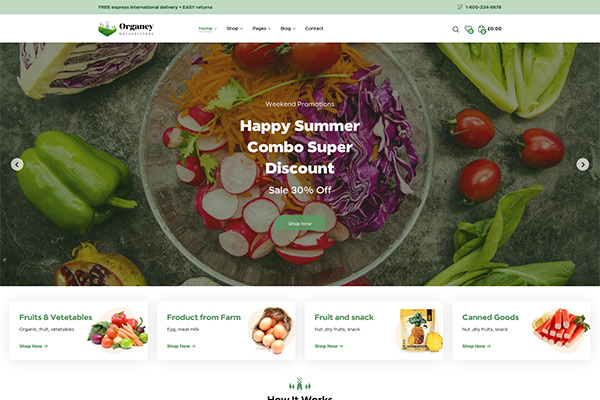 FREE express international delivery + EASY returns
1-800-234-5678
Organey
NATURALSTORE
Home
Shop
Pages
Blog
Contact
0
0
£0.00
Weekend Promotions
Happy Summer
Combo Super
Discount
Sale 30% Off
Shop Now
Fruits & Vetetables
Organic, fruit, vetetables
Shop Now →
Product from Farm
Eyg, meat milk
Shop Now →
Fruit and snack
Nut ,dry fruits, snack
Shop Now →
Canned Goods
Nut ,dry fruits, snack
Shop Now →
How It Works